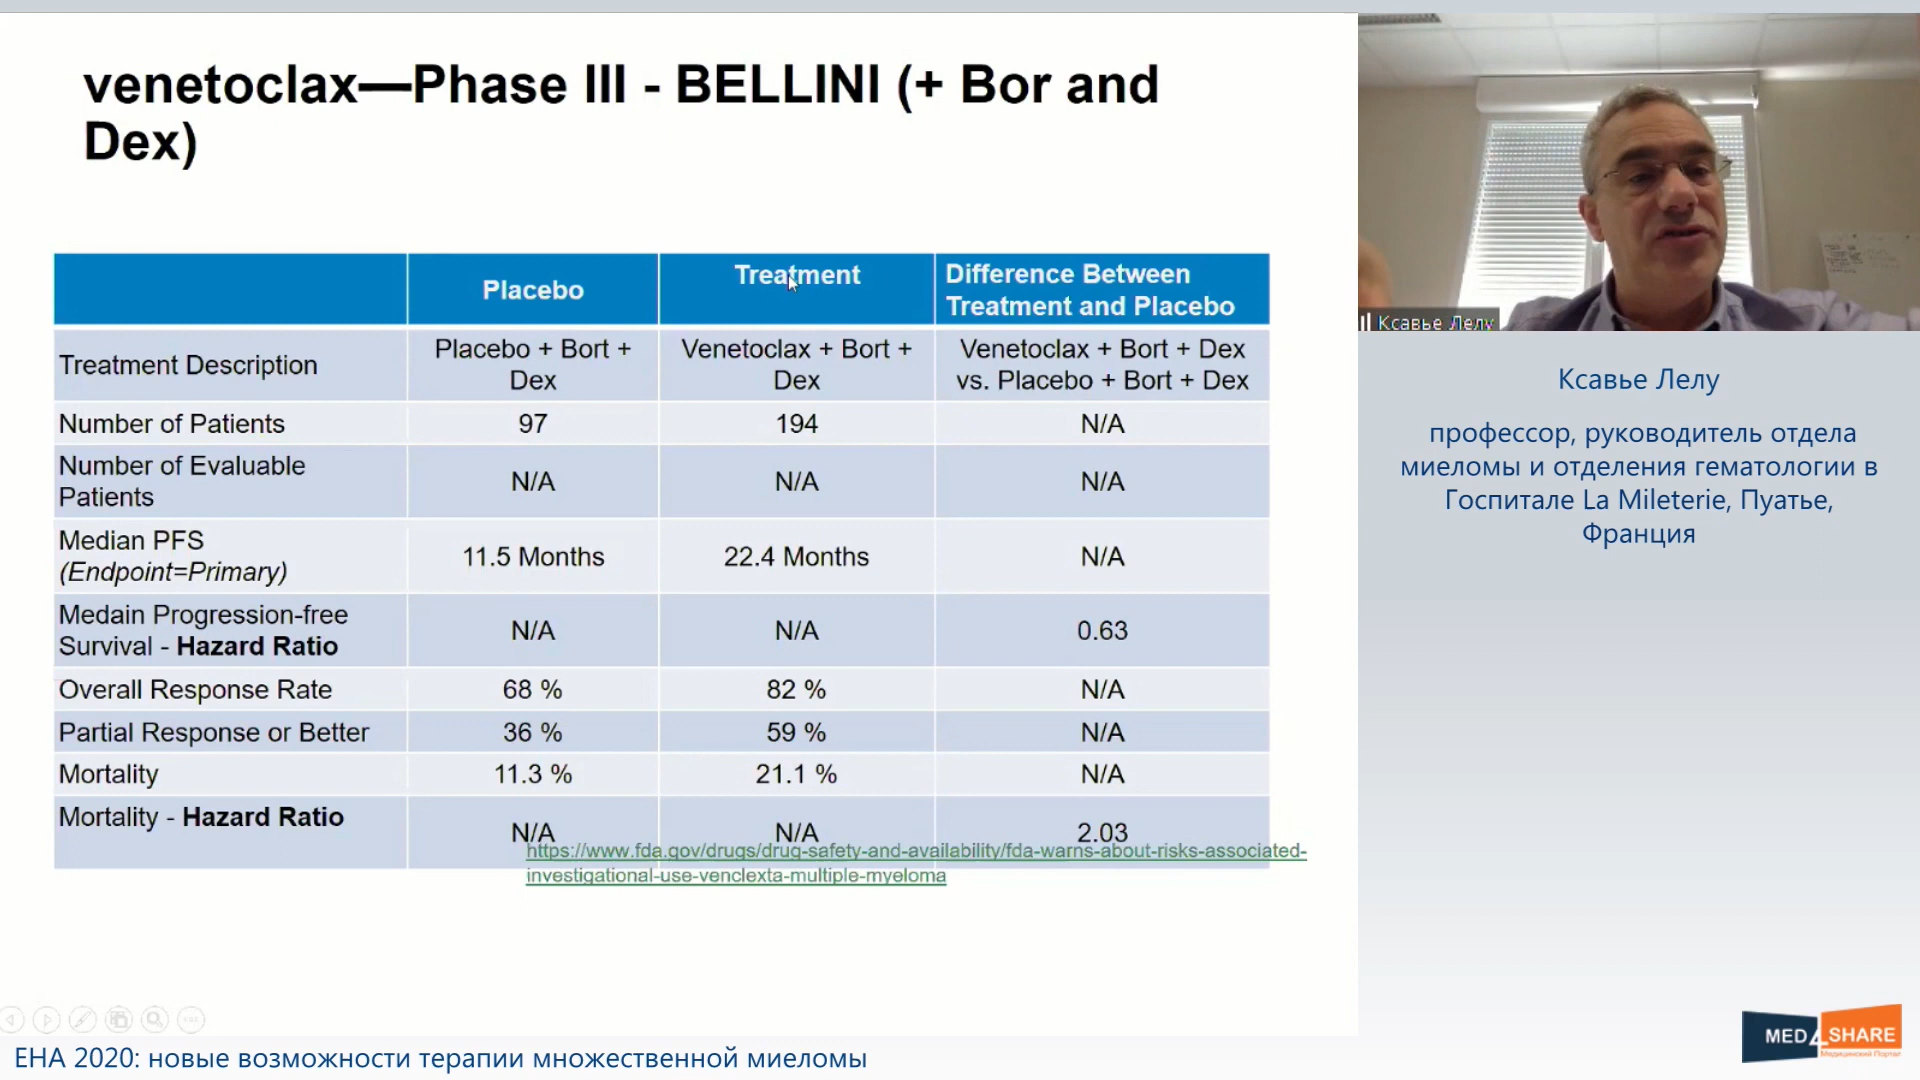 venetoclax—Phase III - BELLINI (+ Bor and
Dex)
Placebo
Treatment
Difference Between
Treatment and Placebo
Treatment Description
Placebo + Bort +
Dex
Venetoclax + Bort +
Dex
Venetoclax + Bort + Dex
vs. Placebo + Bort + Dex
Number of Patients
97
194
N/A
Number of Evaluable
Patients
N/A
N/A
N/A
Median PFS
(Endpoint=Primary)
11.5 Months
22.4 Months
N/A
Medain Progression-free
Survival - Hazard Ratio
N/A
N/A
0.63
Overall Response Rate
68 %
82 %
N/A
Partial Response or Better
36 %
59 %
N/A
Mortality
11.3 %
21.1 %
N/A
Mortality - Hazard Ratio
N/A
N/A
2.03
https://www.fda.gov/drugs/drug-safety-and-availability/fda-warns-about-risks-associated-
investigational-use-venclexta-multiple-myeloma
Ксавье Лелу
Ксавье Лелу
профессор, руководитель отдела
миеломы и отделения гематологии в
Госпитале La Mileterie, Пуатье,
Франция
MED4SHARE
Медицинский Портал
EHA 2020: новые возможности терапии множественной миеломы